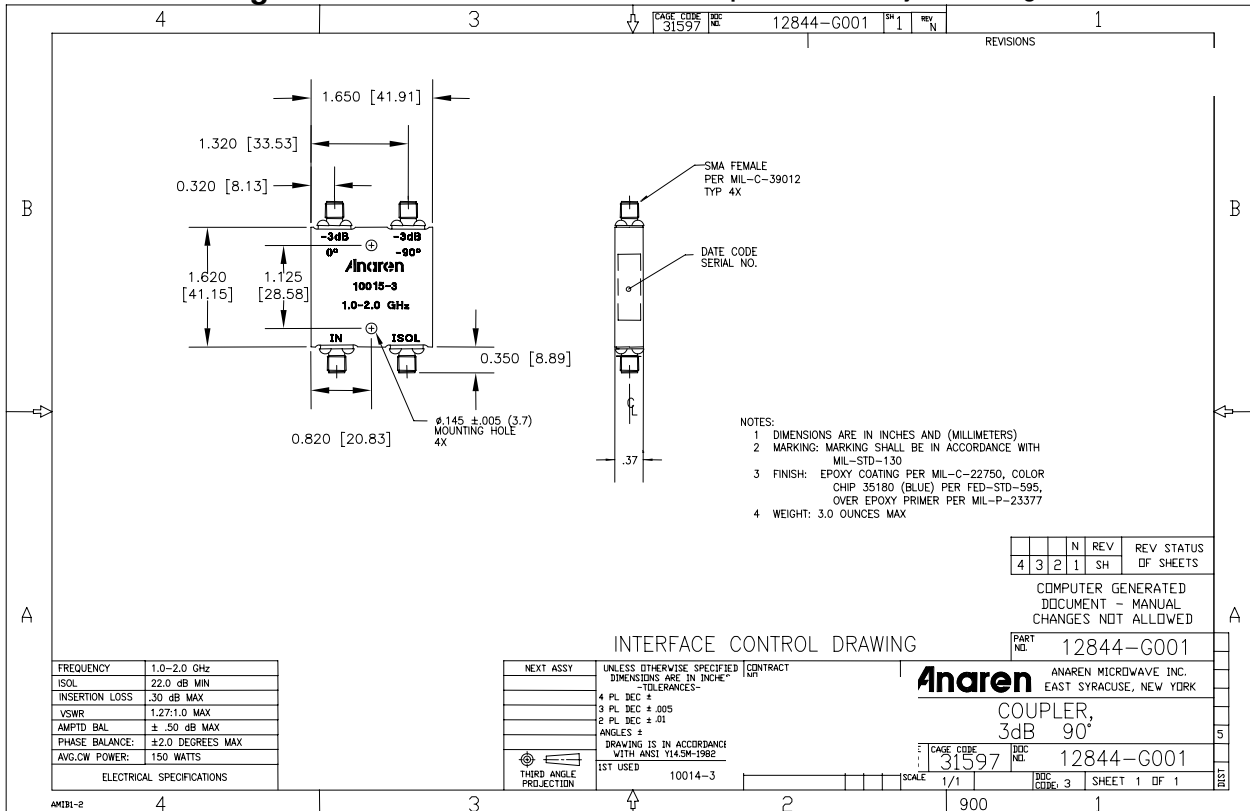 4
3
CAGE CODE
31597
DOC
NO.
12844-G001
SH
1
REV
N
1
REVISIONS
1.650 [41.91]
1.320 [33.53]
0.320 [8.13]
SMA FEMALE
PER MIL-C-39012
TYP 4X
B
B
-3dB
-3dB
0°
-90°
DATE CODE
SERIAL NO.
Anaren
10015-3
1.0-2.0 GHz
1.620
[41.15]
1.125
[28.58]
IN
ISOL
0.350 [8.89]
ø.145 ±.005 (3.7)
MOUNTING HOLE
4X
0.820 [20.83]
CL
.37
NOTES:
1 DIMENSIONS ARE IN INCHES AND (MILLIMETERS)
2 MARKING: MARKING SHALL BE IN ACCORDANCE WITH
MIL-STD-130
3 FINISH: EPOXY COATING PER MIL-C-22750, COLOR
CHIP 35180 (BLUE) PER FED-STD-595,
OVER EPOXY PRIMER PER MIL-P-23377
4 WEIGHT: 3.0 OUNCES MAX
N REV
4 3 2 1 SH
REV STATUS
OF SHEETS
COMPUTER GENERATED
DOCUMENT - MANUAL
CHANGES NOT ALLOWED
A
A
INTERFACE CONTROL DRAWING
PART
NO.
12844-G001
FREQUENCY 1.0-2.0 GHz
ISOL 22.0 dB MIN
INSERTION LOSS .30 dB MAX
VSWR 1.27:1.0 MAX
AMPTD BAL ± .50 dB MAX
PHASE BALANCE: ±2.0 DEGREES MAX
AVG.CW POWER: 150 WATTS
ELECTRICAL SPECIFICATIONS
NEXT ASSY
THIRD ANGLE
PROJECTION
UNLESS OTHERWISE SPECIFIED
DIMENSIONS ARE IN INCHE
-TOLERANCES-
4 PL DEC ±
3 PL DEC ± .005
2 PL DEC ± .01
ANGLES ±
DRAWING IS IN ACCORDANCE
WITH ANSI Y14.5M-1982
1ST USED
10014-3
CONTRACT
Anaren
ANAREN MICROWAVE INC.
EAST SYRACUSE, NEW YORK
COUPLER,
3dB 90°
5
CAGE CODE
31597
DOC
NO.
12844-G001
SCALE
1/1
DOC
CODE: 3
SHEET 1 OF 1
DIST
AMIB1-2
4
3
2
900
1